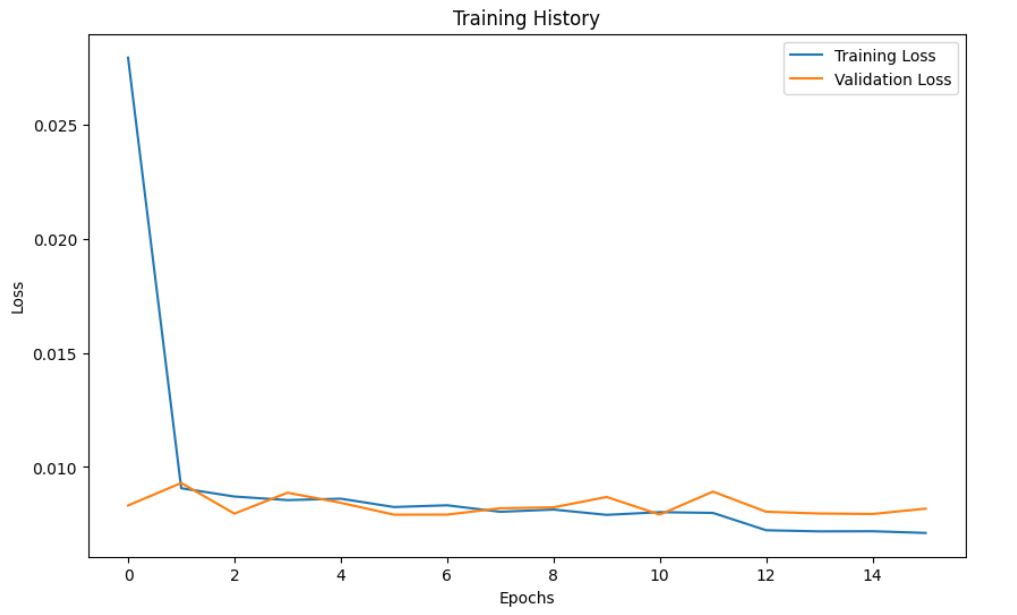 Training History
Training Loss
Validation Loss
0.025
0.020
0.015
0.010
Loss
0 2 4 6 8 10 12 14
Epochs